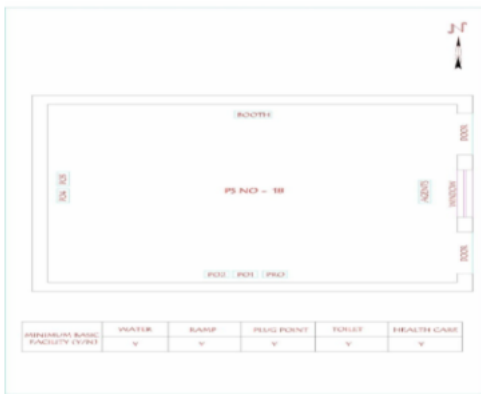 N
BOOTH
DOOR
PS NO - 18
WINDOW
DOOR
PO2 PO1 PRO
MINIMUM BASIC FACILITY (Y/N) WATER RAMP PLUG POINT TOILET HEALTH CARE
Y Y Y Y Y